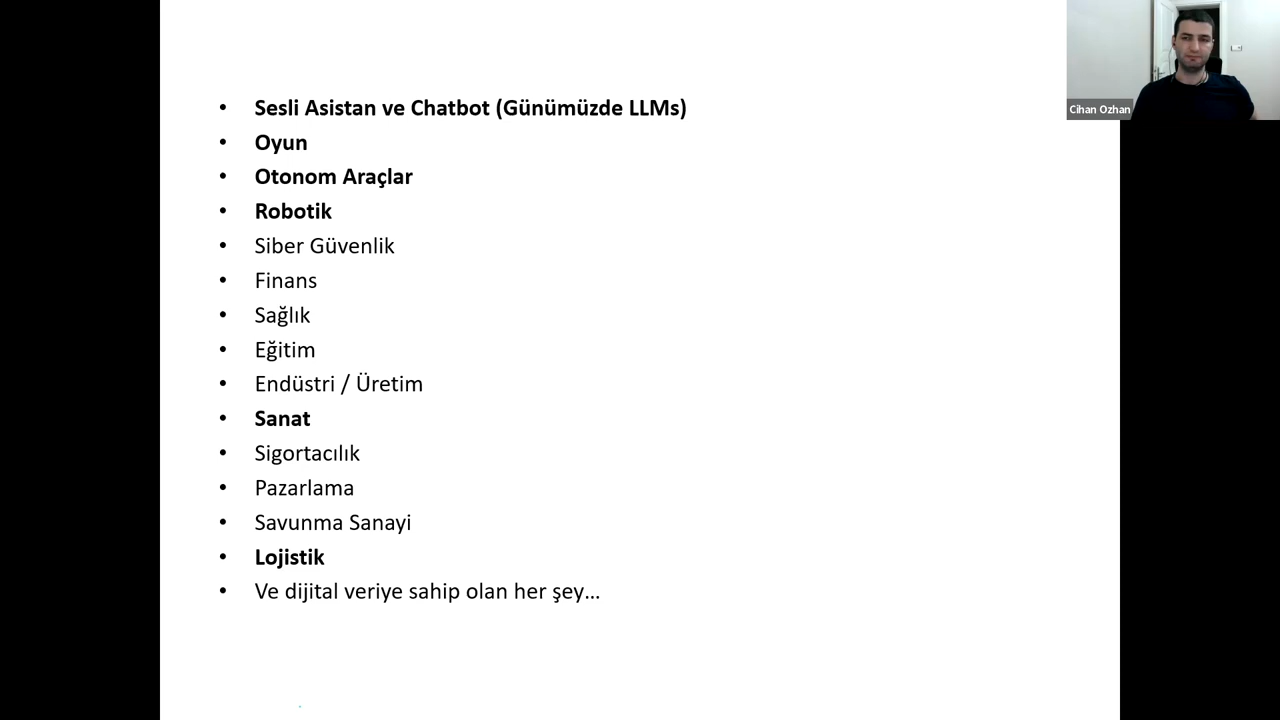 • Sesli Asistan ve Chatbot (Günümüzde LLMs)
• Oyun
• Otonom Araçlar
• Robotik
• Siber Güvenlik
• Finans
• Sağlık
• Eğitim
• Endüstri / Üretim
• Sanat
• Sigortacılık
• Pazarlama
• Savunma Sanayi
• Lojistik
• Ve dijital veriye sahip olan her şey...
Cihan Ozhan